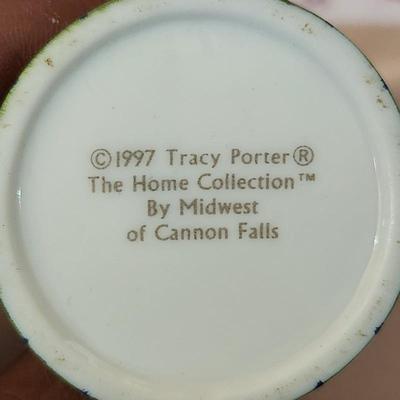 ©1997 Tracy Porter®
The Home Collection™
By Midwest
of Cannon Falls